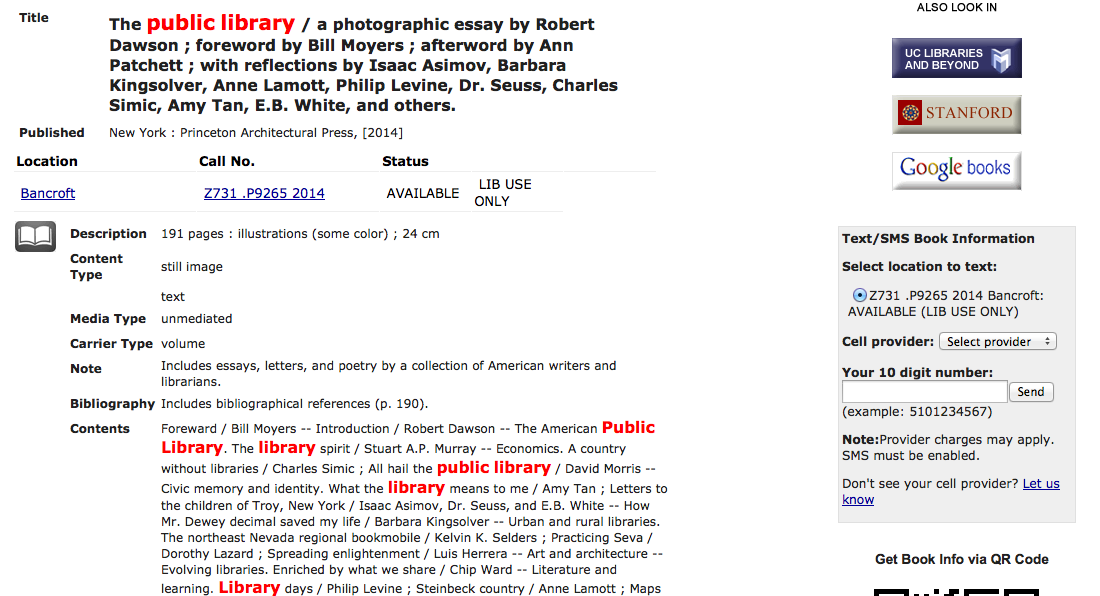 Title
The public library / a photographic essay by Robert
Dawson ; foreword by Bill Moyers ; afterword by Ann
Patchett ; with reflections by Isaac Asimov, Barbara
Kingsolver, Anne Lamott, Philip Levine, Dr. Seuss, Charles
Simic, Amy Tan, E.B. White, and others.
Published New York : Princeton Architectural Press, [2014]
Location Call No. Status
Bancroft Z731 .P9265 2014 AVAILABLE LIB USE
ONLY
Description 191 pages : illustrations (some color) ; 24 cm
Content
Type
still image
text
Media Type unmediated
Carrier Type volume
Note Includes essays, letters, and poetry by a collection of American writers and
librarians.
Bibliography Includes bibliographical references (p. 190).
Contents Foreward / Bill Moyers -- Introduction / Robert Dawson -- The American Public
Library. The library spirit / Stuart A.P. Murray -- Economics. A country
without libraries / Charles Simic ; All hail the public library / David Morris --
Civic memory and identity. What the library means to me / Amy Tan ; Letters to
the children of Troy, New York / Isaac Asimov, Dr. Seuss, and E.B. White -- How
Mr. Dewey decimal saved my life / Barbara Kingsolver -- Urban and rural libraries.
The northeast Nevada regional bookmobile / Kelvin K. Selders ; Practicing Seva /
Dorothy Lazard ; Spreading enlightenment / Luis Herrera -- Art and architecture --
Evolving libraries. Enriched by what we share / Chip Ward -- Literature and
learning. Library days / Philip Levine ; Steinbeck country / Anne Lamott ; Maps
ALSO LOOK IN
UC LIBRARIES
AND BEYOND
STANFORD
Google books
Text/SMS Book Information
Select location to text:
Z731 .P9265 2014 Bancroft:
AVAILABLE (LIB USE ONLY)
Cell provider: Select provider
Your 10 digit number:
Send
(example: 5101234567)
Note:Provider charges may apply.
SMS must be enabled.
Don't see your cell provider? Let us
know
Get Book Info via QR Code